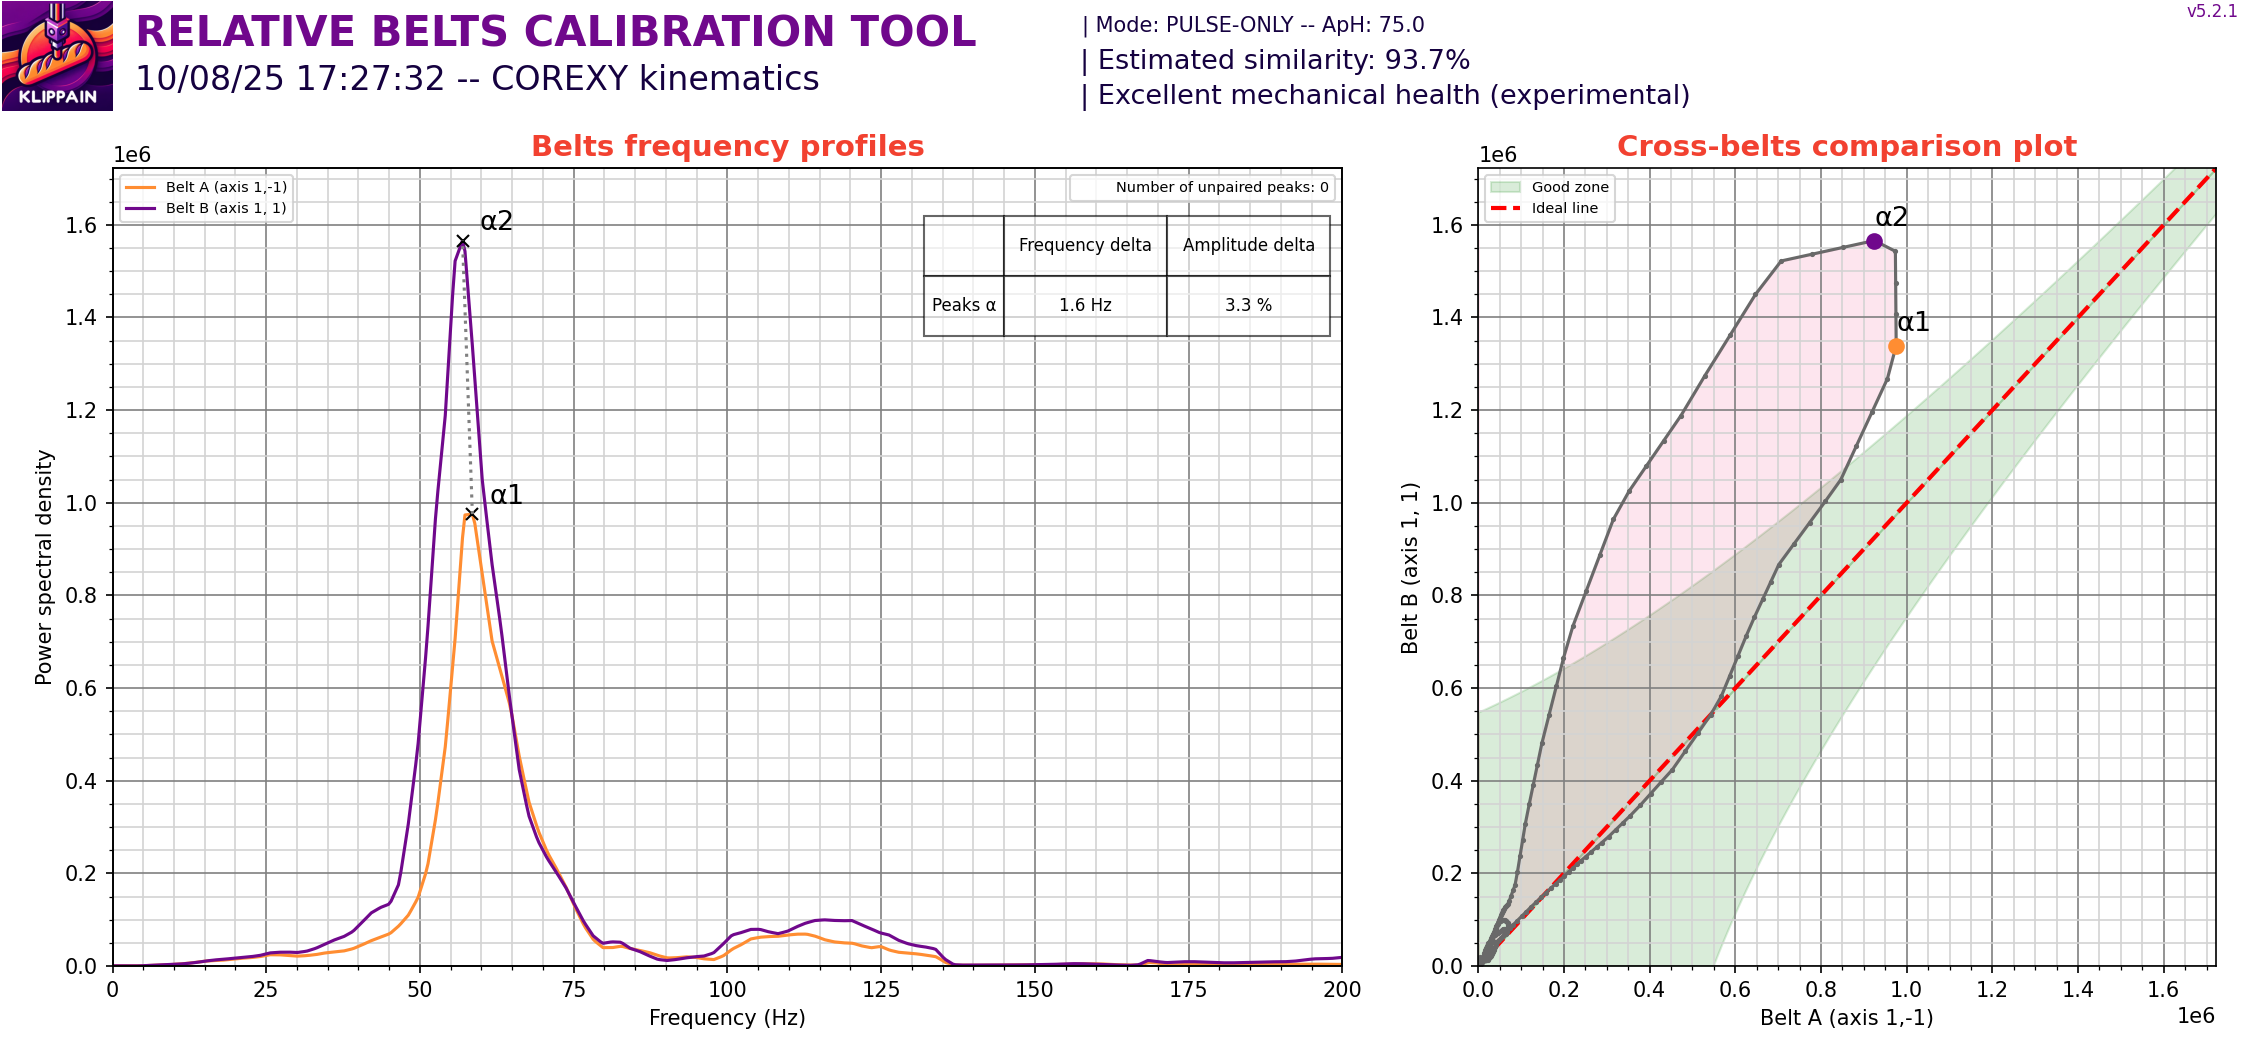 RELATIVE BELTS CALIBRATION TOOL
10/08/25 17:27:32 -- COREXY kinematics
KLIPPAIN
| Mode: PULSE-ONLY -- ApH: 75.0
| Estimated similarity: 93.7%
| Excellent mechanical health (experimental)
v5.2.1
Belts frequency profiles
1e6
Belt A (axis 1,-1)
Belt B (axis 1, 1)
Number of unpaired peaks: 0
Frequency delta Amplitude delta
Peaks α 1.6 Hz 3.3 %
α2
α1
1.6
1.4
1.2
1.0
0.8
0.6
0.4
0.2
0.0
Power spectral density
0 25 50 75 100 125 150 175 200
Frequency (Hz)
Cross-belts comparison plot
1e6
Good zone
Ideal line
α2
α1
1.6
1.4
1.2
1.0
0.8
0.6
0.4
0.2
0.0
Belt B (axis 1, 1)
0.0 0.2 0.4 0.6 0.8 1.0 1.2 1.4 1.6
1e6
Belt A (axis 1,-1)